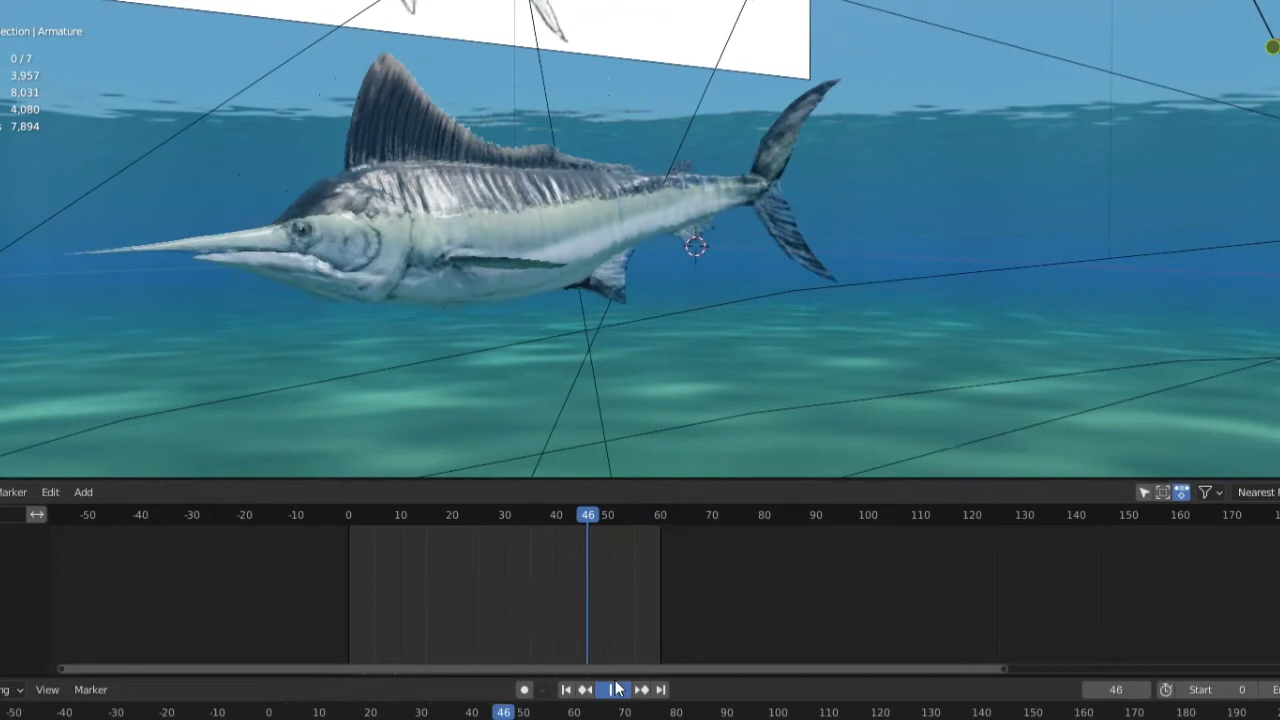 ection | Armature
0 / 7
3,957
8,031
4,080
7,894
Marker Edit Add Nearest F
-50 -40 -30 -20 -10 0 10 20 30 40 46 50 60 70 80 90 100 110 120 130 140 150 160 170
ng View Marker 46 Start 0 E
-50 -40 -30 -20 -10 0 10 20 30 40 46 50 60 70 80 90 100 110 120 130 140 150 160 170 180 190